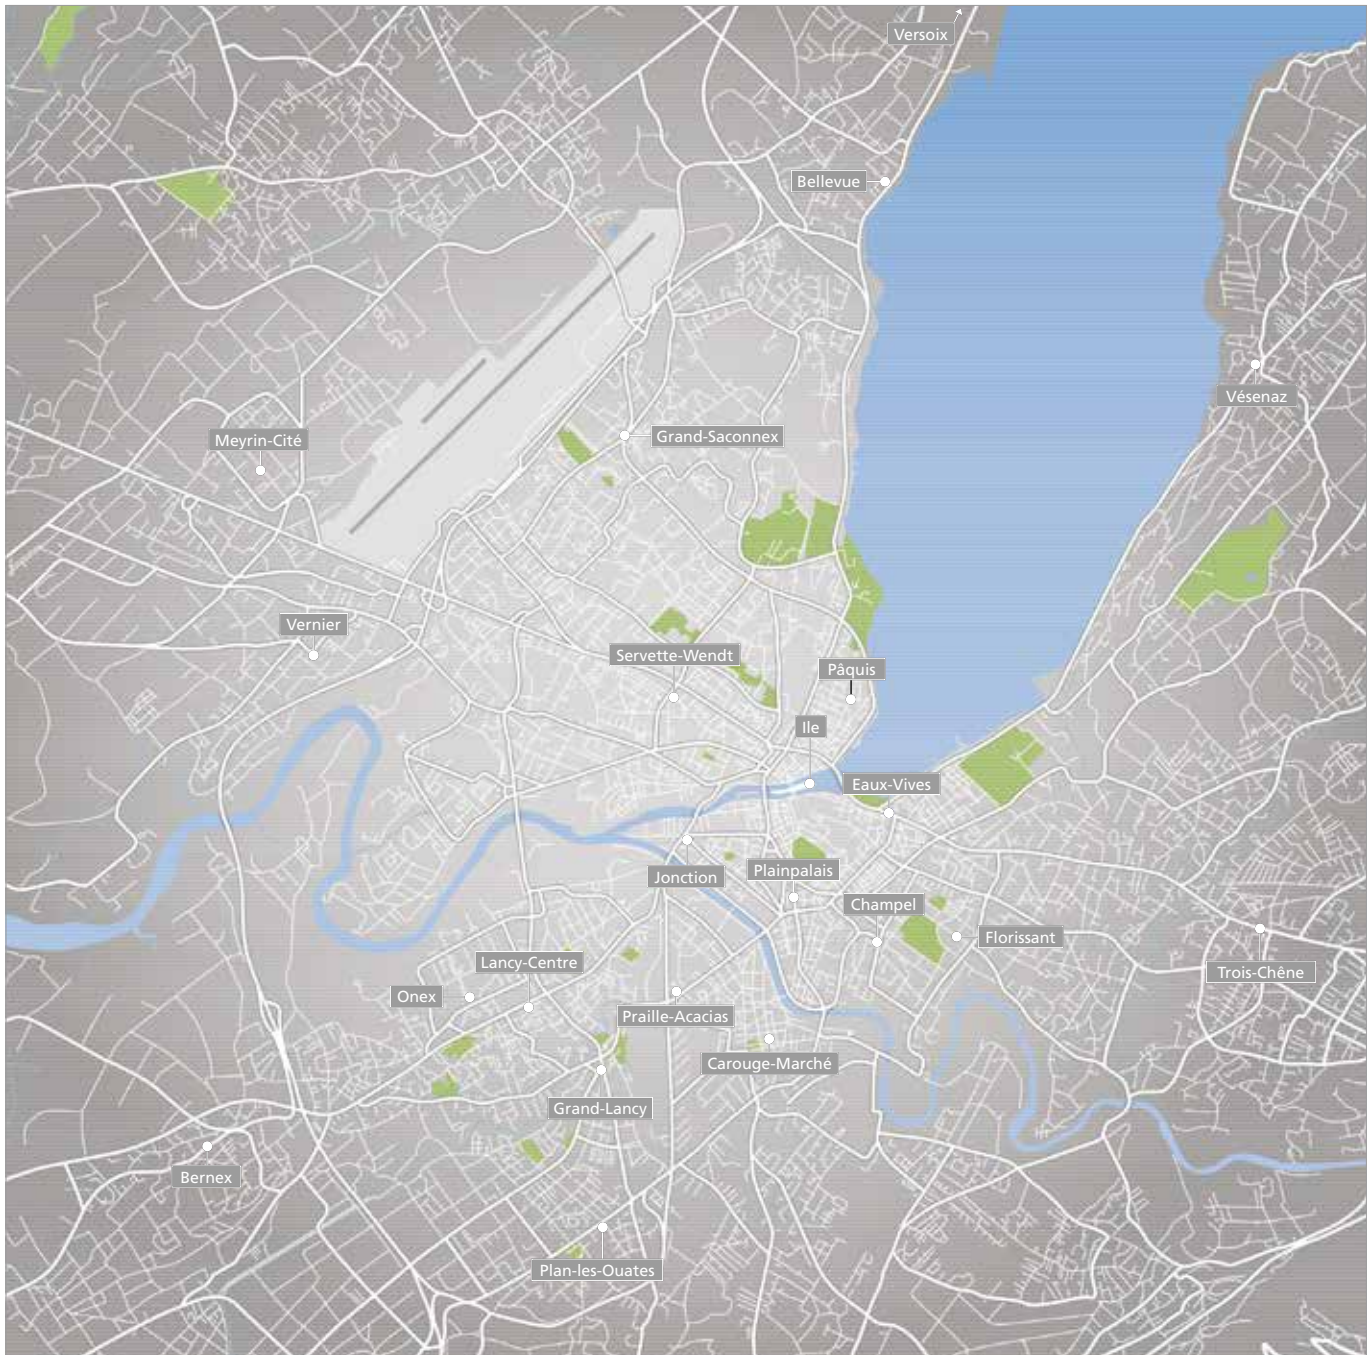 Versoix
Bellevue
Vésenaz
Grand-Saconnex
Meyrin-Cité
Vernier
Servette-Wendt
Pâquis
Ile
Eaux-Vives
Plainpalais
Jonction
Champel
Florissant
Lancy-Centre
Trois-Chêne
Onex
Praille-Acacias
Carouge-Marché
Grand-Lancy
Bernex
Plan-les-Ouates